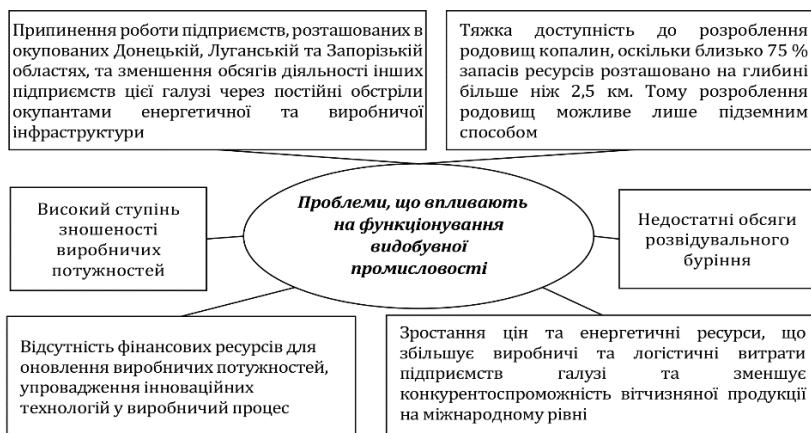 Припинення роботи підприємств, розташованих в
окупованих Донецькій, Луганській та Запорізькій
областях, та зменшення обсягів діяльності інших
підприємств цієї галузі через постійні обстріли
окупантами енергетичної та виробничої
інфраструктури
Тяжка доступність до розроблення
родовищ копалин, оскільки близько 75 %
запасів ресурсів розташовано на глибині
більше ніж 2,5 км. Тому розроблення
родовищ можливе лише підземним
способом
Високий ступінь
зношеності
виробничих
потужностей
Проблеми, що впливають
на функціонування
видобувної
промисловості
Недостатні обсяги
розвідувального
буріння
Відсутність фінансових ресурсів для
оновлення виробничих потужностей,
упровадження інноваційних
технологій у виробничий процес
Зростання цін та енергетичні ресурси, що
збільшує виробничі та логістичні витрати
підприємств галузі та зменшує
конкурентоспроможність вітчизняної продукції
на міжнародному рівні